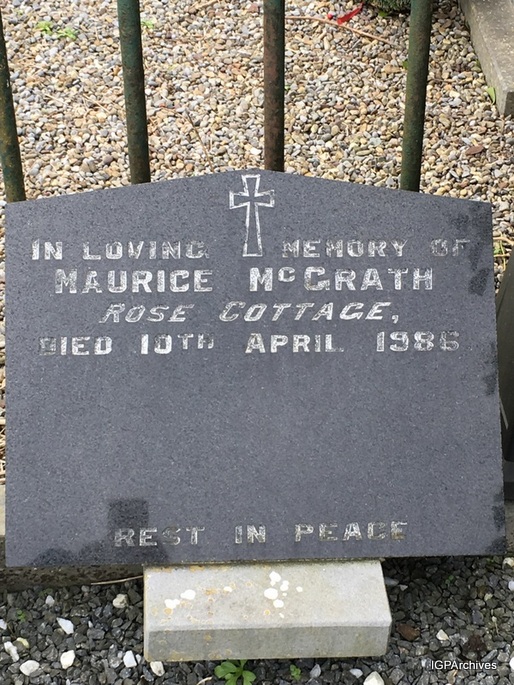 IN LOVING MEMORY OF
MAURICE McGRATH
ROSE COTTAGE,
DIED 10TH APRIL 1986
REST IN PEACE
IGPArchives